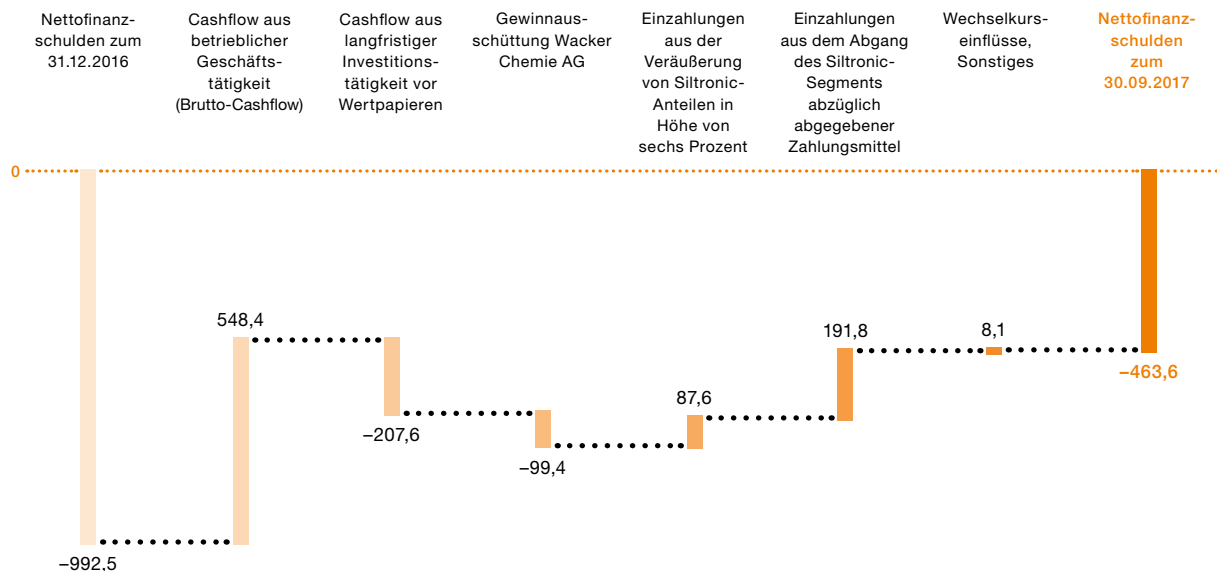 Nettofinanz-
schulden zum
31.12.2016
Cashflow aus
betrieblicher
Geschäfts-
tätigkeit
(Brutto-Cashflow)
Cashflow aus
langfristiger
Investitions-
tätigkeit vor
Wertpapieren
Gewinnaus-
schüttung Wacker
Chemie AG
Einzahlungen
aus der
Veräußerung
von Siltronic-
Anteilen in
Höhe von
sechs Prozent
Einzahlungen
aus dem Abgang
des Siltronic-
Segments
abzüglich
abgegebener
Zahlungsmittel
Wechselkurs-
einflüsse,
Sonstiges
Nettofinanz-
schulden
zum
30.09.2017
0
548,4
191,8
8,1
–463,6
87,6
–207,6
–99,4
–992,5